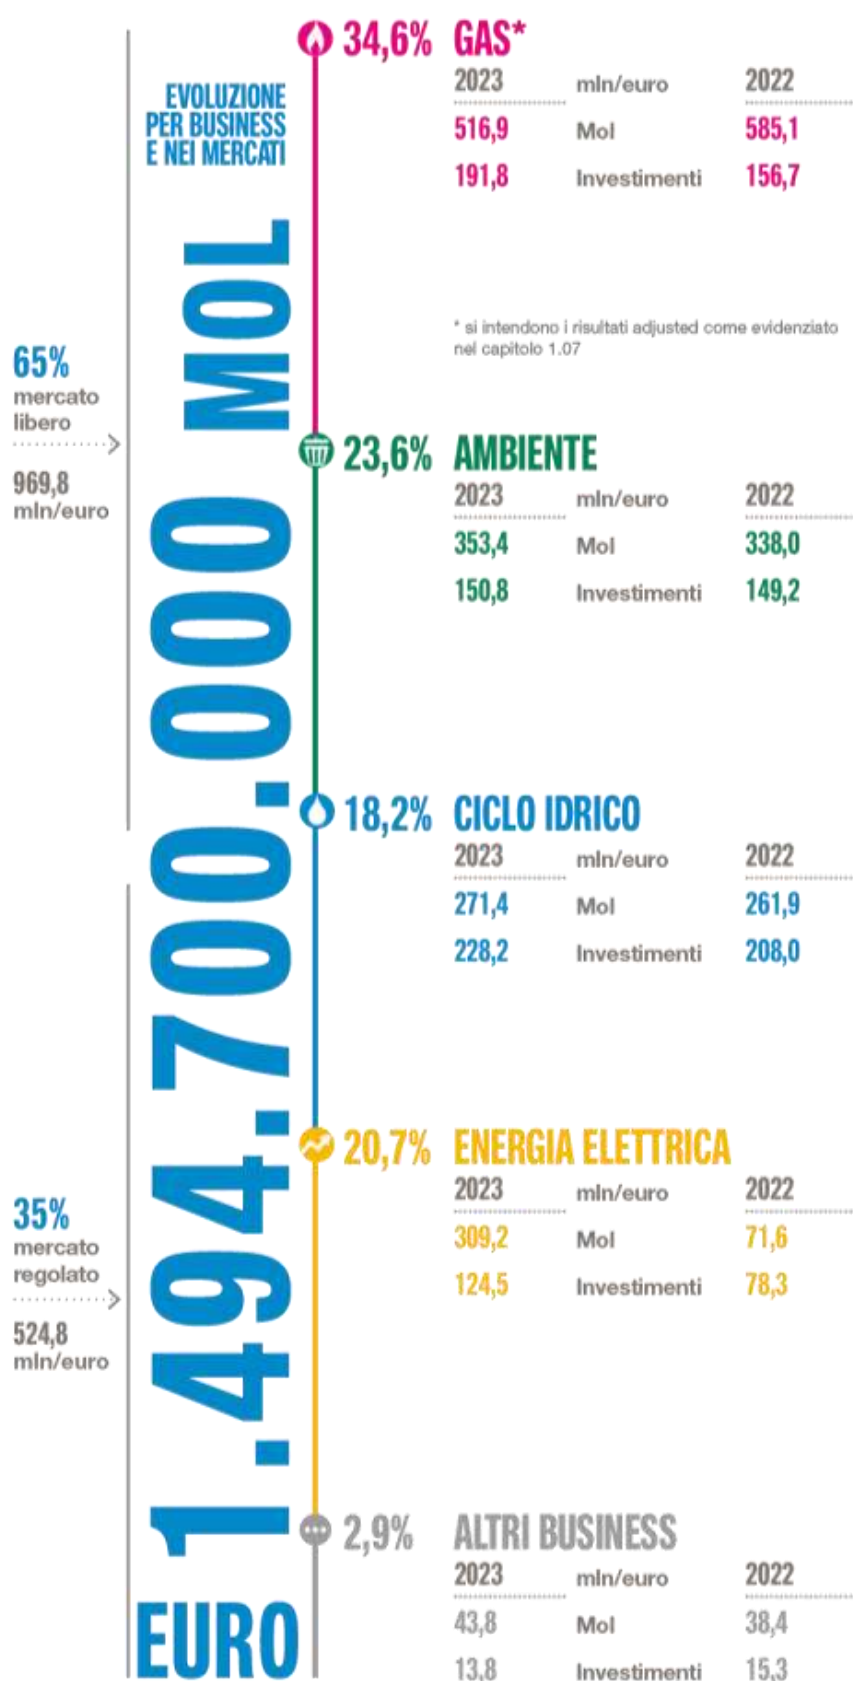 EVOLUZIONE
PER BUSINESS
E NEI MERCATI
EURO 1.494.700.000 MOL
65%
mercato
libero
969,8
mln/euro
35%
mercato
regolato
524,8
mln/euro
34,6% GAS*
2023 mln/euro 2022
516,9 Mol 585,1
191,8 Investimenti 156,7
* si intendono i risultati adjusted come evidenziato
nel capitolo 1.07
23,6% AMBIENTE
2023 mln/euro 2022
353,4 Mol 338,0
150,8 Investimenti 149,2
18,2% CICLO IDRICO
2023 mln/euro 2022
271,4 Mol 261,9
228,2 Investimenti 208,0
20,7% ENERGIA ELETTRICA
2023 mln/euro 2022
309,2 Mol 71,6
124,5 Investimenti 78,3
2,9% ALTRI BUSINESS
2023 mln/euro 2022
43,8 Mol 38,4
13,8 Investimenti 15,3